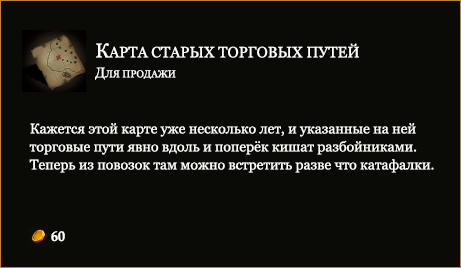 Карта старых торговых путей
Для продажи
Кажется этой карте уже несколько лет, и указанные на ней
торговые пути явно вдоль и поперёк кишат разбойниками.
Теперь из повозок там можно встретить разве что катафалки.
60